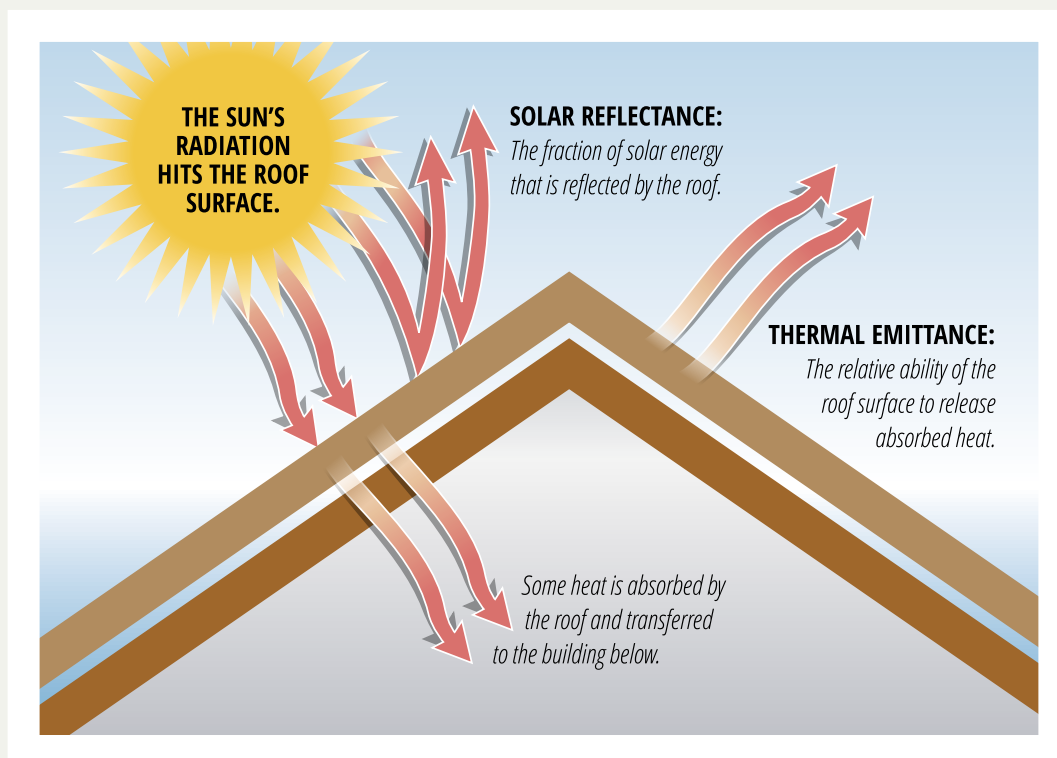 THE SUN'S
RADIATION
HITS THE ROOF
SURFACE.
SOLAR REFLECTANCE:
The fraction of solar energy
that is reflected by the roof.
THERMAL EMITTANCE:
The relative ability of the
roof surface to release
absorbed heat.
Some heat is absorbed by
the roof and transferred
to the building below.